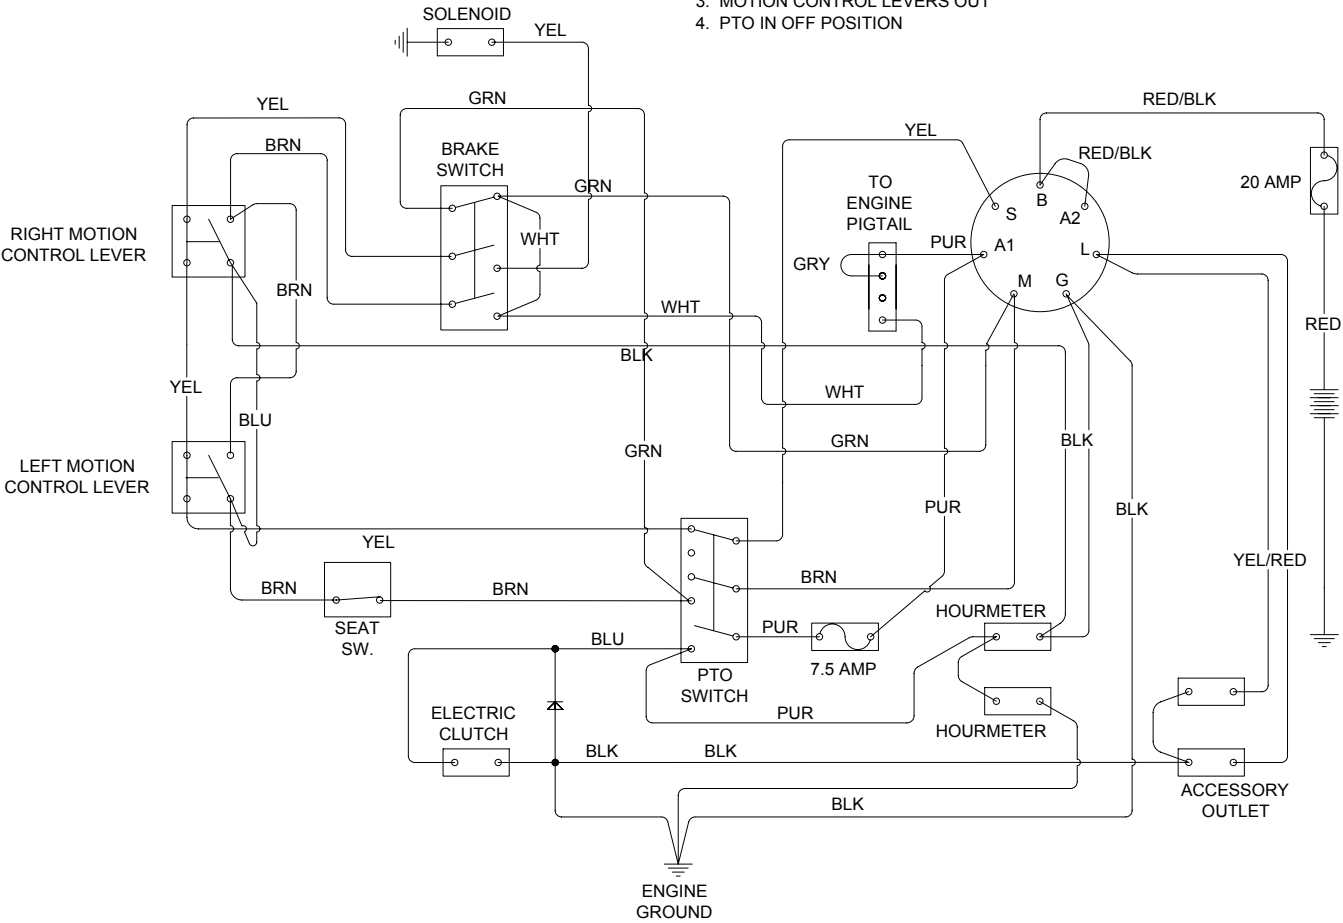 3. MOTION CONTROL LEVERS OUT
4. PTO IN OFF POSITION
SOLENOID
YEL
GRN
YEL
RED/BLK
YEL
BRN
BRAKE
SWITCH
RED/BLK
TO
ENGINE
PIGTAIL
20 AMP
GRN
B
S
A2
RIGHT MOTION
CONTROL LEVER
WHT
PUR
A1
L
GRY
BRN
M
G
WHT
RED
BLK
YEL
WHT
BLU
GRN
BLK
GRN
LEFT MOTION
CONTROL LEVER
PUR
BLK
YEL
YEL/RED
BRN
BRN
BRN
HOURMETER
SEAT
SW.
BLU
PUR
7.5 AMP
PTO
SWITCH
ELECTRIC
CLUTCH
PUR
HOURMETER
BLK
BLK
ACCESSORY
OUTLET
BLK
ENGINE
GROUND